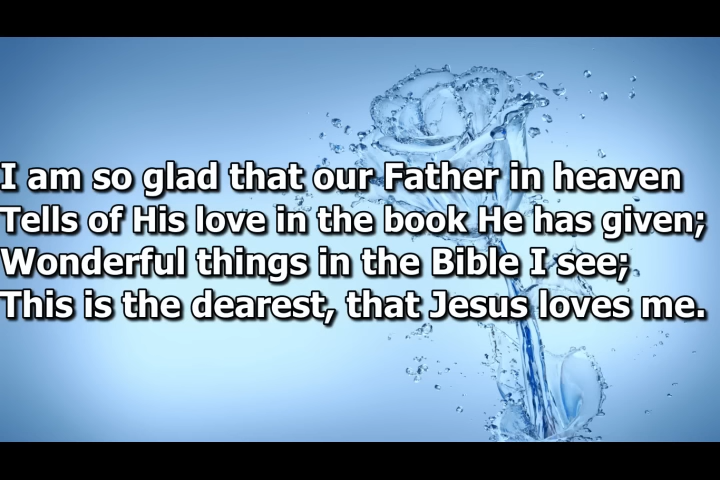 I am so glad that our Father in heaven
Tells of His love in the book He has given;
Wonderful things in the Bible I see;
This is the dearest, that Jesus loves me.